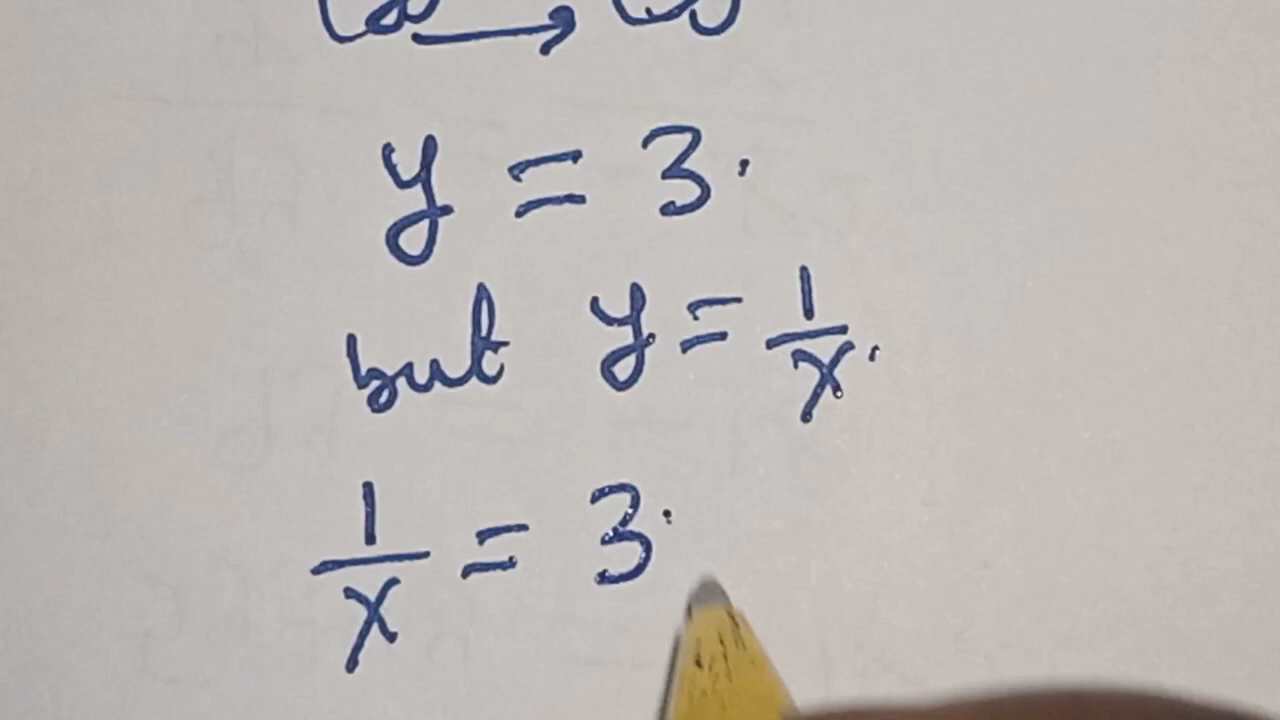 y = 3.
but y = 1/x.
1/x = 3.